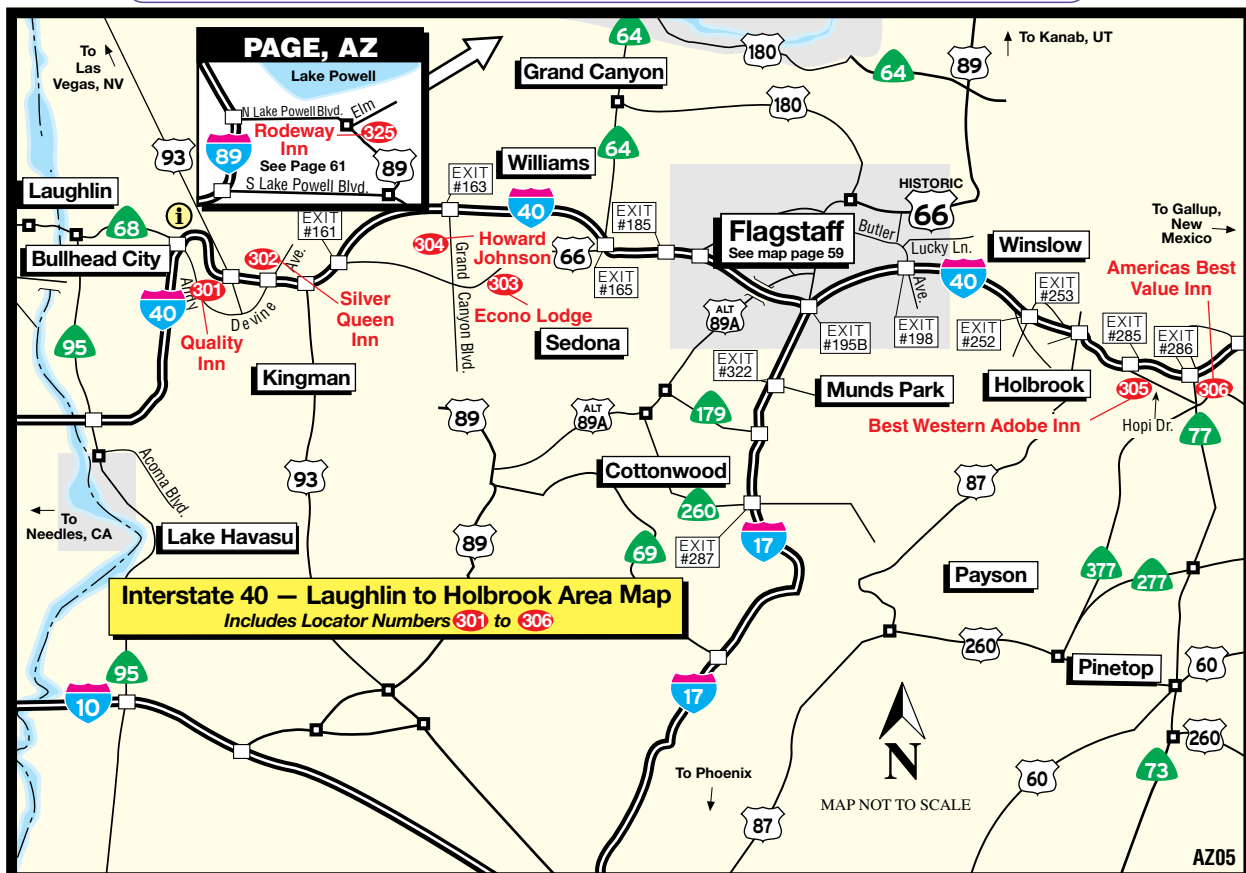 To
Las
Vegas, NV
PAGE, AZ
Lake Powell
N Lake Powell Blvd.
Elm
Rodeway
Inn
325
89
See Page 61
89
S Lake Powell Blvd.
64
Grand Canyon
180
64
89
To Kanab, UT
180
93
64
Williams
EXIT
#163
40
Laughlin
68
i
Bullhead City
EXIT
#161
304
Howard
Johnson
66
EXIT
#185
EXIT
#165
HISTORIC
66
Flagstaff
See map page 59
Butler
Ave.
Lucky Ln.
Winslow
40
To Gallup,
New
Mexico
Americas Best
Value Inn
302
Ave.
Devine
301
Andy
40
Quality
Inn
Silver
Queen
Inn
303
Econo Lodge
Grand Canyon Blvd.
Sedona
ALT
89A
EXIT
#195B
EXIT
#198
EXIT
#253
EXIT
#252
EXIT
#285
EXIT
#286
95
Kingman
EXIT
#322
Munds Park
Holbrook
305
306
Best Western Adobe Inn
Hopi Dr.
77
89
ALT
89A
179
Acoma Blvd.
93
Cottonwood
87
To
Needles, CA
Lake Havasu
89
260
69
EXIT
#287
17
Payson
377
277
Interstate 40 — Laughlin to Holbrook Area Map
Includes Locator Numbers 301 to 306
95
10
17
260
Pinetop
60
N
MAP NOT TO SCALE
To Phoenix
87
60
260
73
AZ05